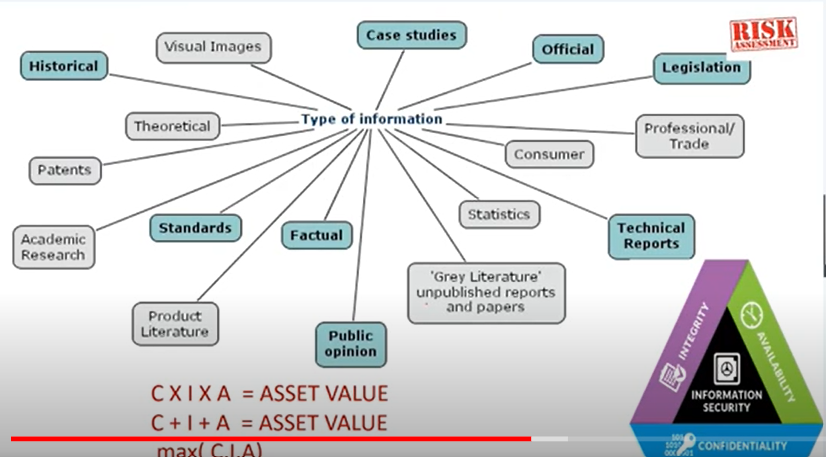 RISK
ASSESSMENT
Case studies
Visual Images
Official
Historical
Legislation
Type of information
Theoretical
Professional/
Trade
Consumer
Patents
Statistics
Standards
Factual
Technical
Reports
Academic
Research
'Grey Literature'
unpublished reports
and papers
Product
Literature
Public
opinion
INTEGRITY
AVAILABILITY
INFORMATION
SECURITY
CONFIDENTIALITY
C X I X A = ASSET VALUE
C + I + A = ASSET VALUE
max( C,I,A)